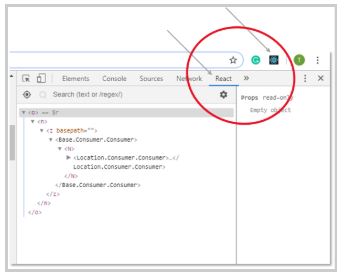 T
Elements Console Sources Network React »
Search (text or /regex/)
Props read-only
Empty object
▼ <o> == $r
▼ <n>
▼ <z basepath="">
▼ <Base.Consumer.Consumer>
▼ <N>
▶ <Location.Consumer.Consumer>…</
Location.Consumer.Consumer>
</N>
</Base.Consumer.Consumer>
</z>
</n>
</o>